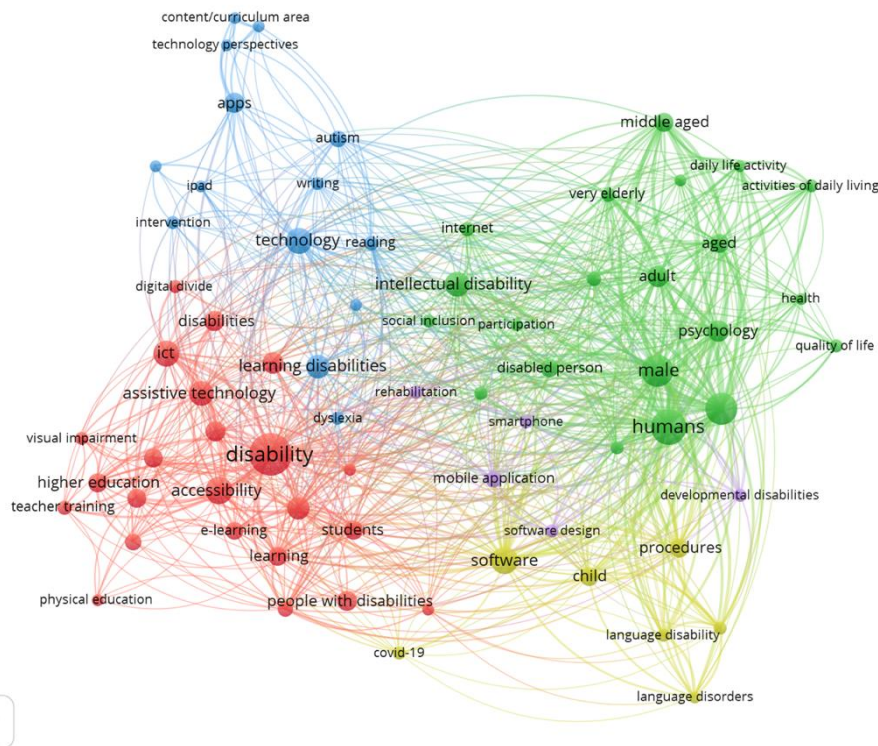 content/curriculum area
technology perspectives
apps
middle aged
autism
daily life activity
ipad
writing
very elderly
activities of daily living
intervention
internet
technology
reading
aged
adult
intellectual disability
digital divide
health
disabilities
social inclusion
participation
psychology
quality of life
ict
learning disabilities
disabled person
male
assistive technology
rehabilitation
dyslexia
smartphone
humans
visual impairment
disability
higher education
accessibility
mobile application
developmental disabilities
teacher training
e-learning
students
software design
learning
software
procedures
child
physical education
people with disabilities
language disability
covid-19
language disorders